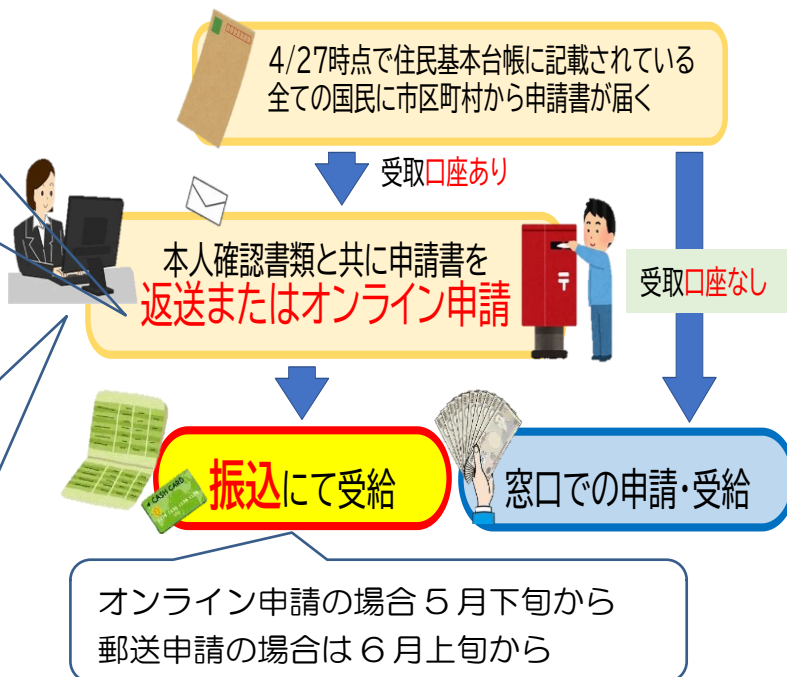 4/27時点で住民基本台帳に記載されている
全ての国民に市区町村から申請書が届く
受取口座あり
本人確認書類と共に申請書を
返送またはオンライン申請
〒
受取口座なし
CASH CARD
振込にて受給
窓口での申請・受給
オンライン申請の場合5月下旬から
郵送申請の場合は6月上旬から